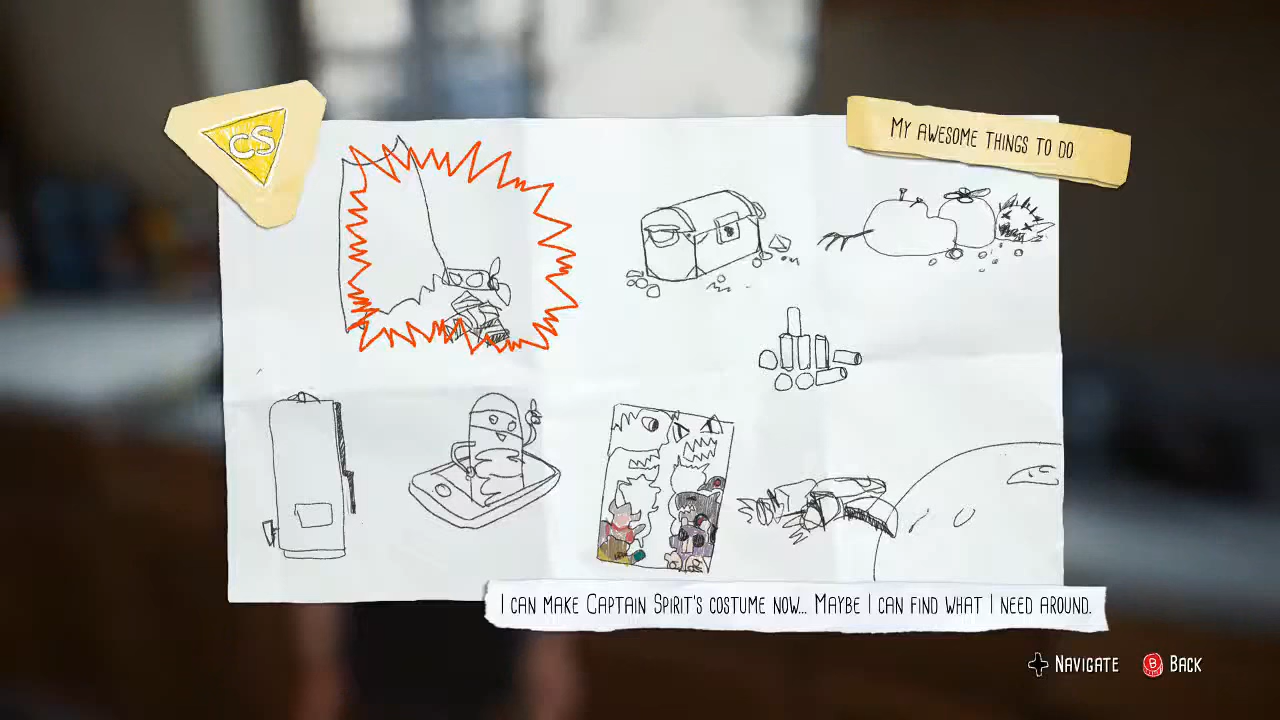 CS
MY AWESOME THINGS TO DO
I CAN MAKE CAPTAIN SPIRIT'S COSTUME NOW... MAYBE I CAN FIND WHAT I NEED AROUND.
NAVIGATE B BACK